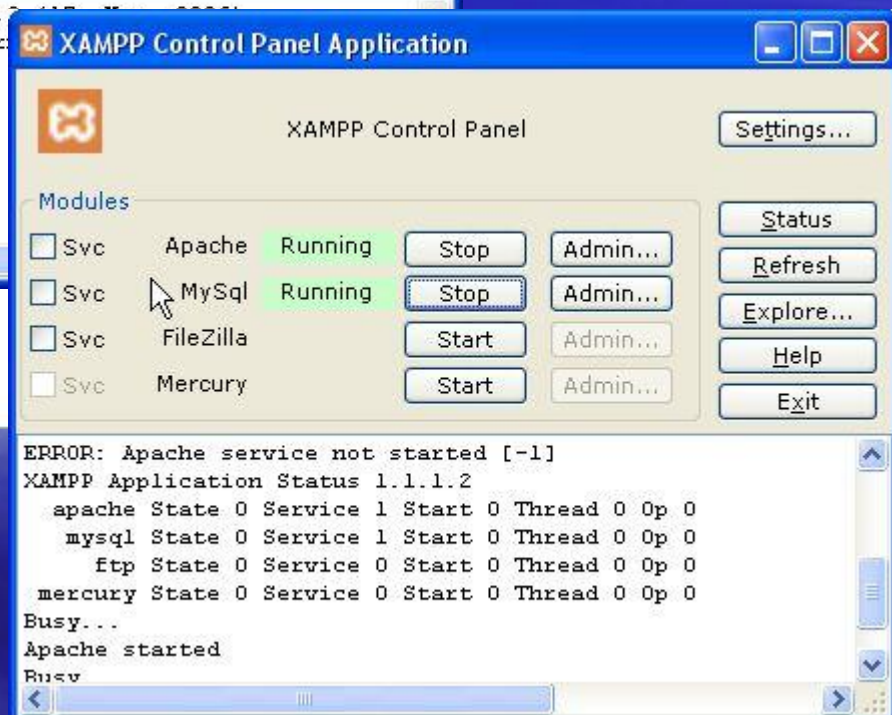 XAMPP Control Panel Application
XAMPP Control Panel
Settings...
Modules
Svc Apache Running Stop Admin...
Svc MySql Running Stop Admin...
Svc FileZilla Start Admin...
Svc Mercury Start Admin...
Status
Refresh
Explore...
Help
Exit
ERROR: Apache service not started [-1]
XAMPP Application Status 1.1.1.2
apache State 0 Service 1 Start 0 Thread 0 Op 0
mysql State 0 Service 1 Start 0 Thread 0 Op 0
ftp State 0 Service 0 Start 0 Thread 0 Op 0
mercury State 0 Service 0 Start 0 Thread 0 Op 0
Busy...
Apache started
Busy